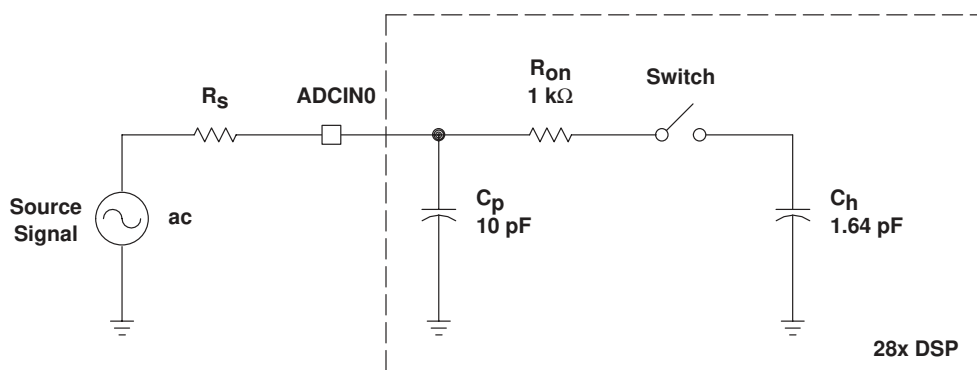 Rs
ADCIN0
Ron
1 kΩ
Switch
Source
Signal
ac
Cp
10 pF
Ch
1.64 pF
28x DSP